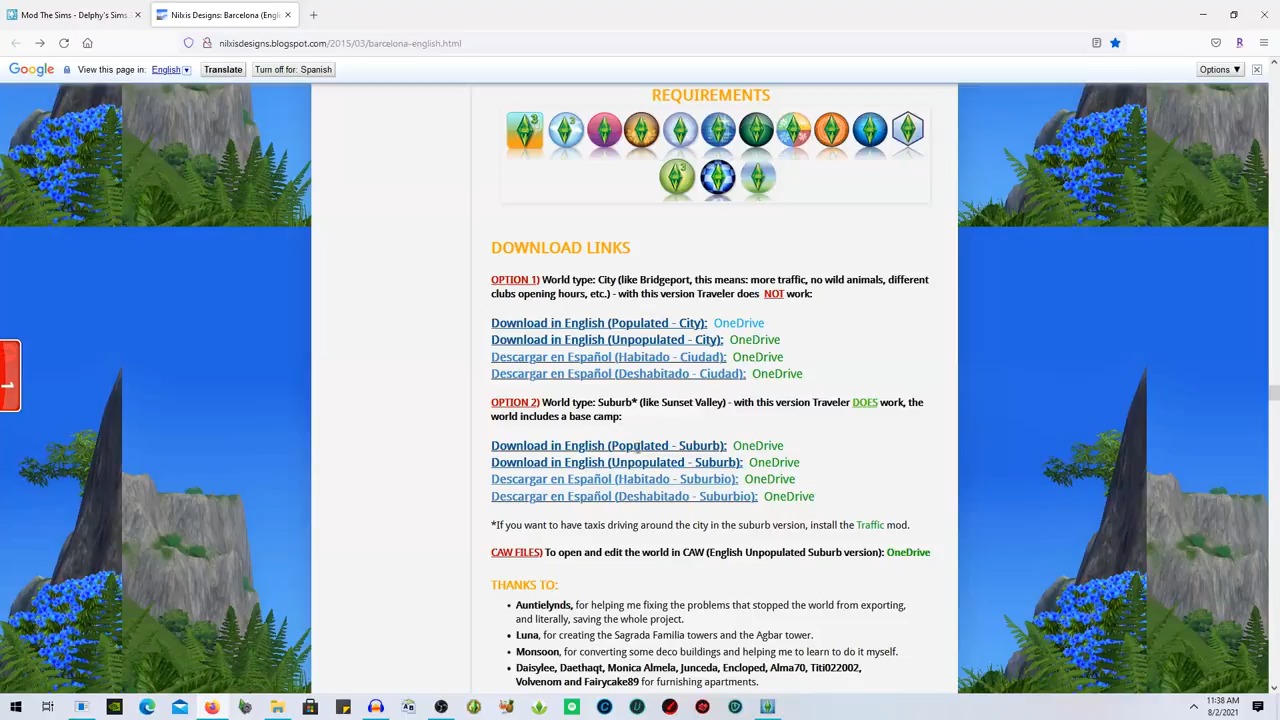 Mod The Sims - Delphy's Sims
Nilxis Designs: Barcelona (Engli
nilxisdesigns.blogspot.com/2015/03/barcelona-english.html
Google View this page in: English Translate Turn off for: Spanish Options ▼
REQUIREMENTS
DOWNLOAD LINKS
OPTION 1) World type: City (like Bridgeport, this means: more traffic, no wild animals, different
clubs opening hours, etc.) - with this version Traveler does NOT work:
Download in English (Populated - City): OneDrive
Download in English (Unpopulated - City): OneDrive
Descargar en Español (Habitado - Ciudad): OneDrive
Descargar en Español (Deshabitado - Ciudad): OneDrive
OPTION 2) World type: Suburb* (like Sunset Valley) - with this version Traveler DOES work, the
world includes a base camp:
Download in English (Populated - Suburb): OneDrive
Download in English (Unpopulated - Suburb): OneDrive
Descargar en Español (Habitado - Suburbio): OneDrive
Descargar en Español (Deshabitado - Suburbio): OneDrive
*If you want to have taxis driving around the city in the suburb version, install the Traffic mod.
CAW FILES) To open and edit the world in CAW (English Unpopulated Suburb version): OneDrive
THANKS TO:
• Auntielynds, for helping me fixing the problems that stopped the world from exporting,
and literally, saving the whole project.
• Luna, for creating the Sagrada Familia towers and the Agbar tower.
• Monsoon, for converting some deco buildings and helping me to learn to do it myself.
• Daisylee, Daethaqt, Monica Almela, Junceda, Encloped, Alma70, Titi022002,
Volvenom and Fairycake89 for furnishing apartments.
1
11:38 AM
8/2/2021